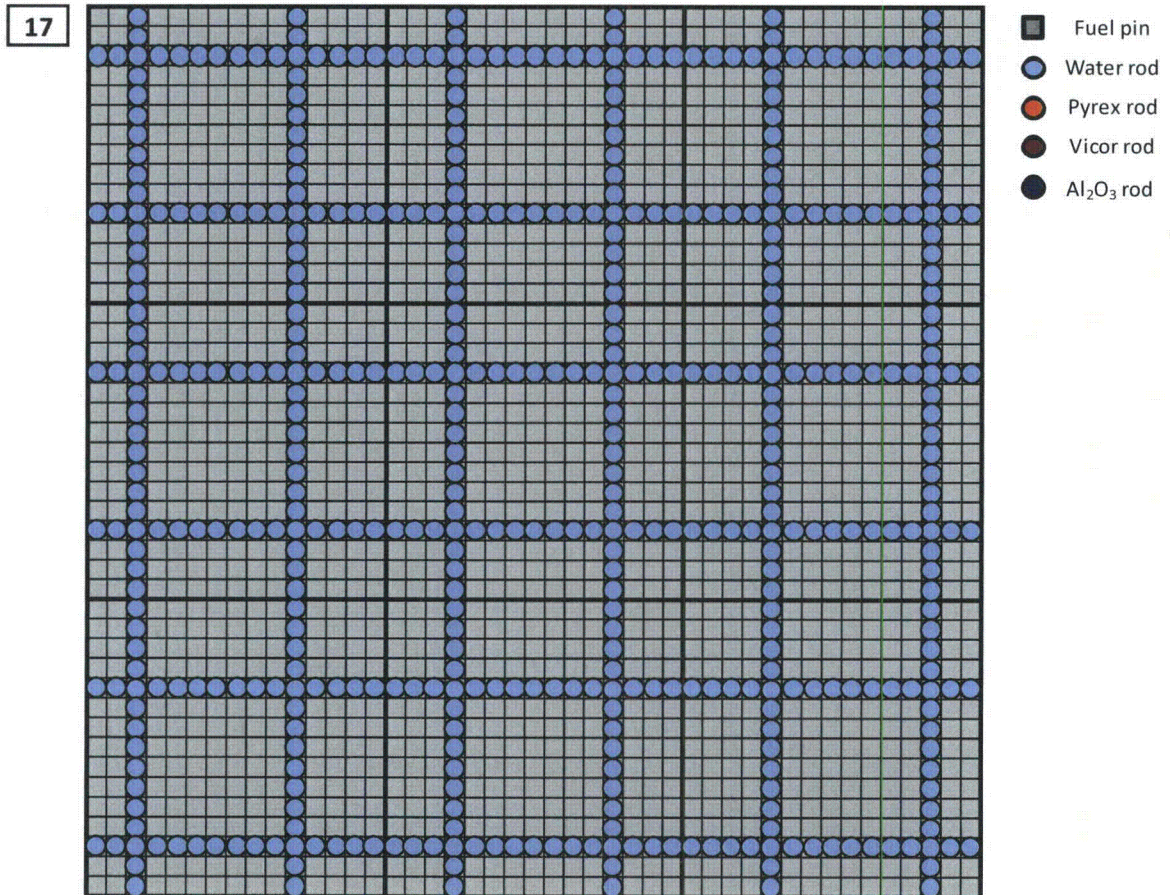 17
Fuel pin
Water rod
Pyrex rod
Vicor rod
Al₂O₃ rod